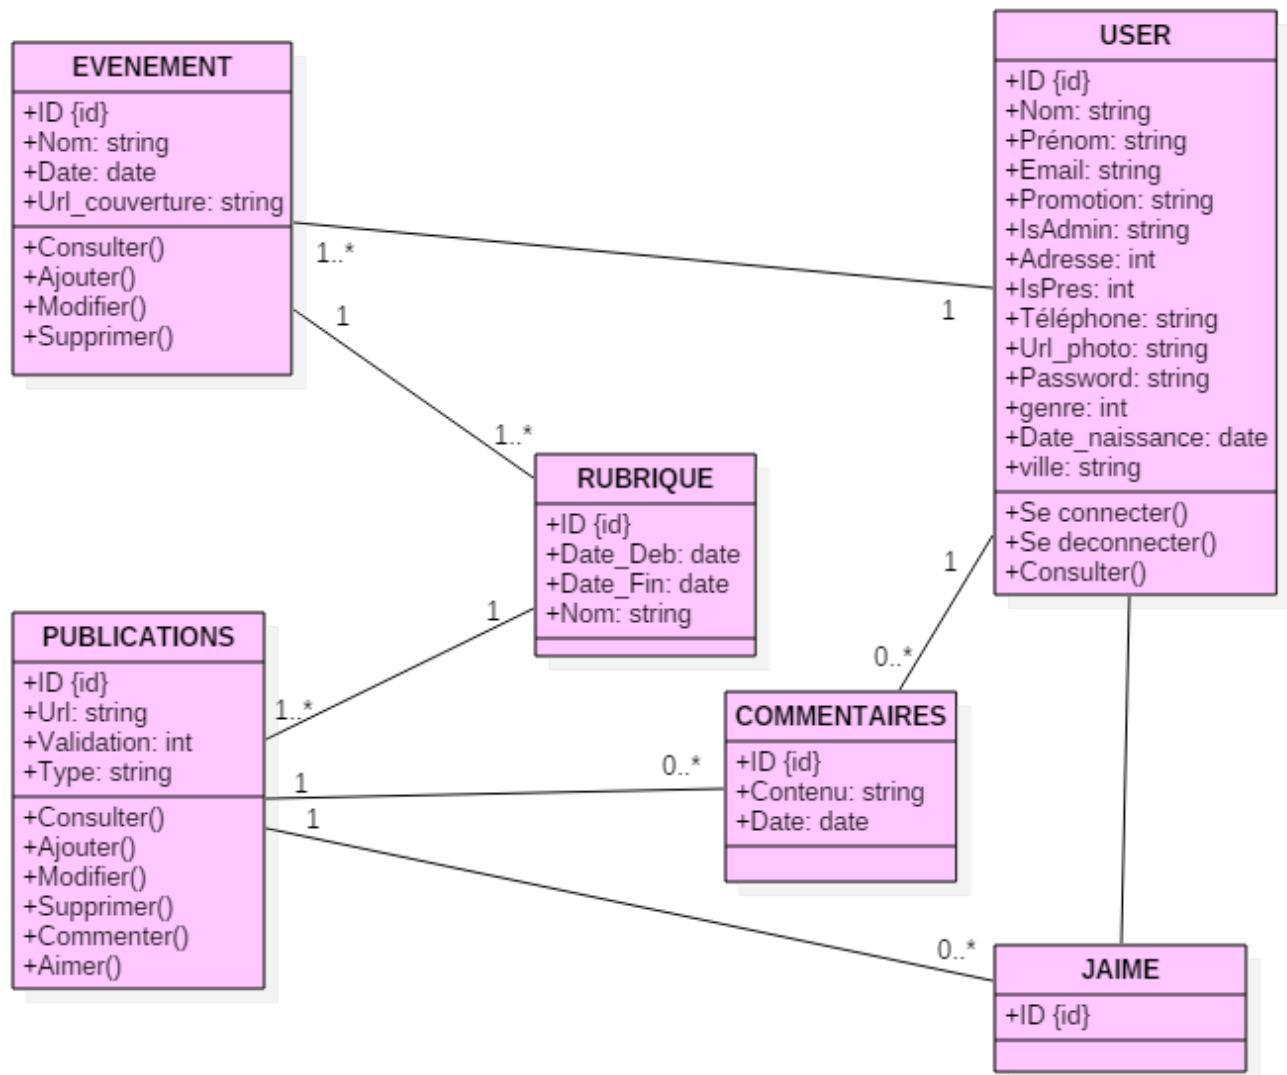 EVENEMENT
+ID {id}
+Nom: string
+Date: date
+Url_couverture: string
+Consulter()
+Ajouter()
+Modifier()
+Supprimer()
USER
+ID {id}
+Nom: string
+Prénom: string
+Email: string
+Promotion: string
+IsAdmin: string
+Adresse: int
+IsPres: int
+Téléphone: string
+Url_photo: string
+Password: string
+genre: int
+Date_naissance: date
+ville: string
+Se connecter()
+Se deconnecter()
+Consulter()
1..*
1
1
1..*
RUBRIQUE
+ID {id}
+Date_Deb: date
+Date_Fin: date
+Nom: string
1
1..*
PUBLICATIONS
+ID {id}
+Url: string
+Validation: int
+Type: string
+Consulter()
+Ajouter()
+Modifier()
+Supprimer()
+Commenter()
+Aimer()
1
0..*
COMMENTAIRES
+ID {id}
+Contenu: string
+Date: date
1
0..*
1
0..*
JAIME
+ID {id}